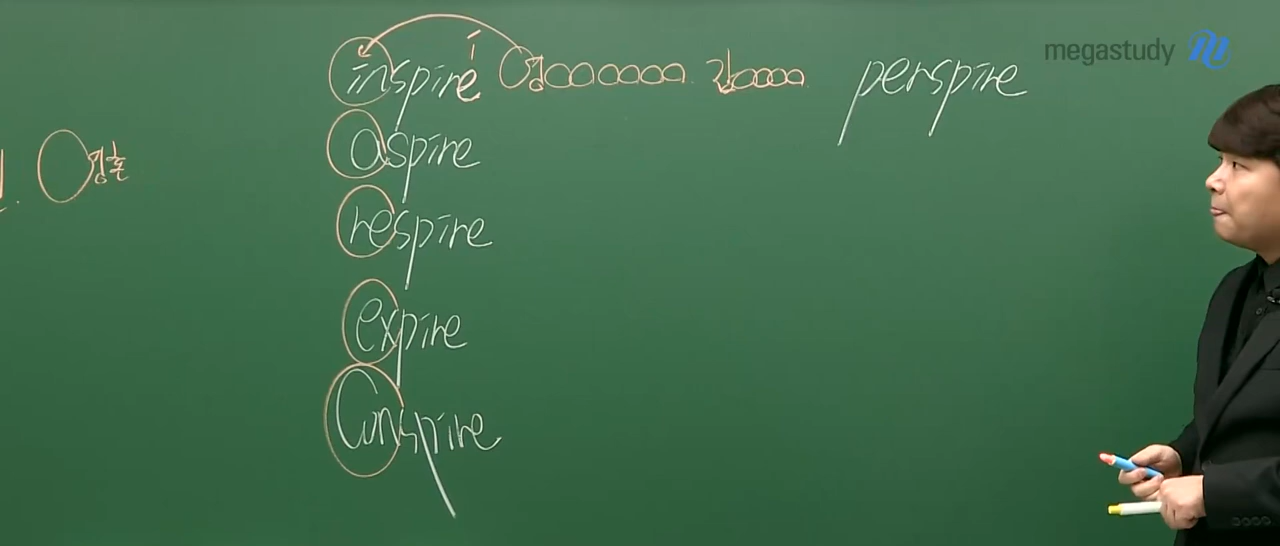 megastudy
inspire perspire
aspire
respire
expire
Conspire